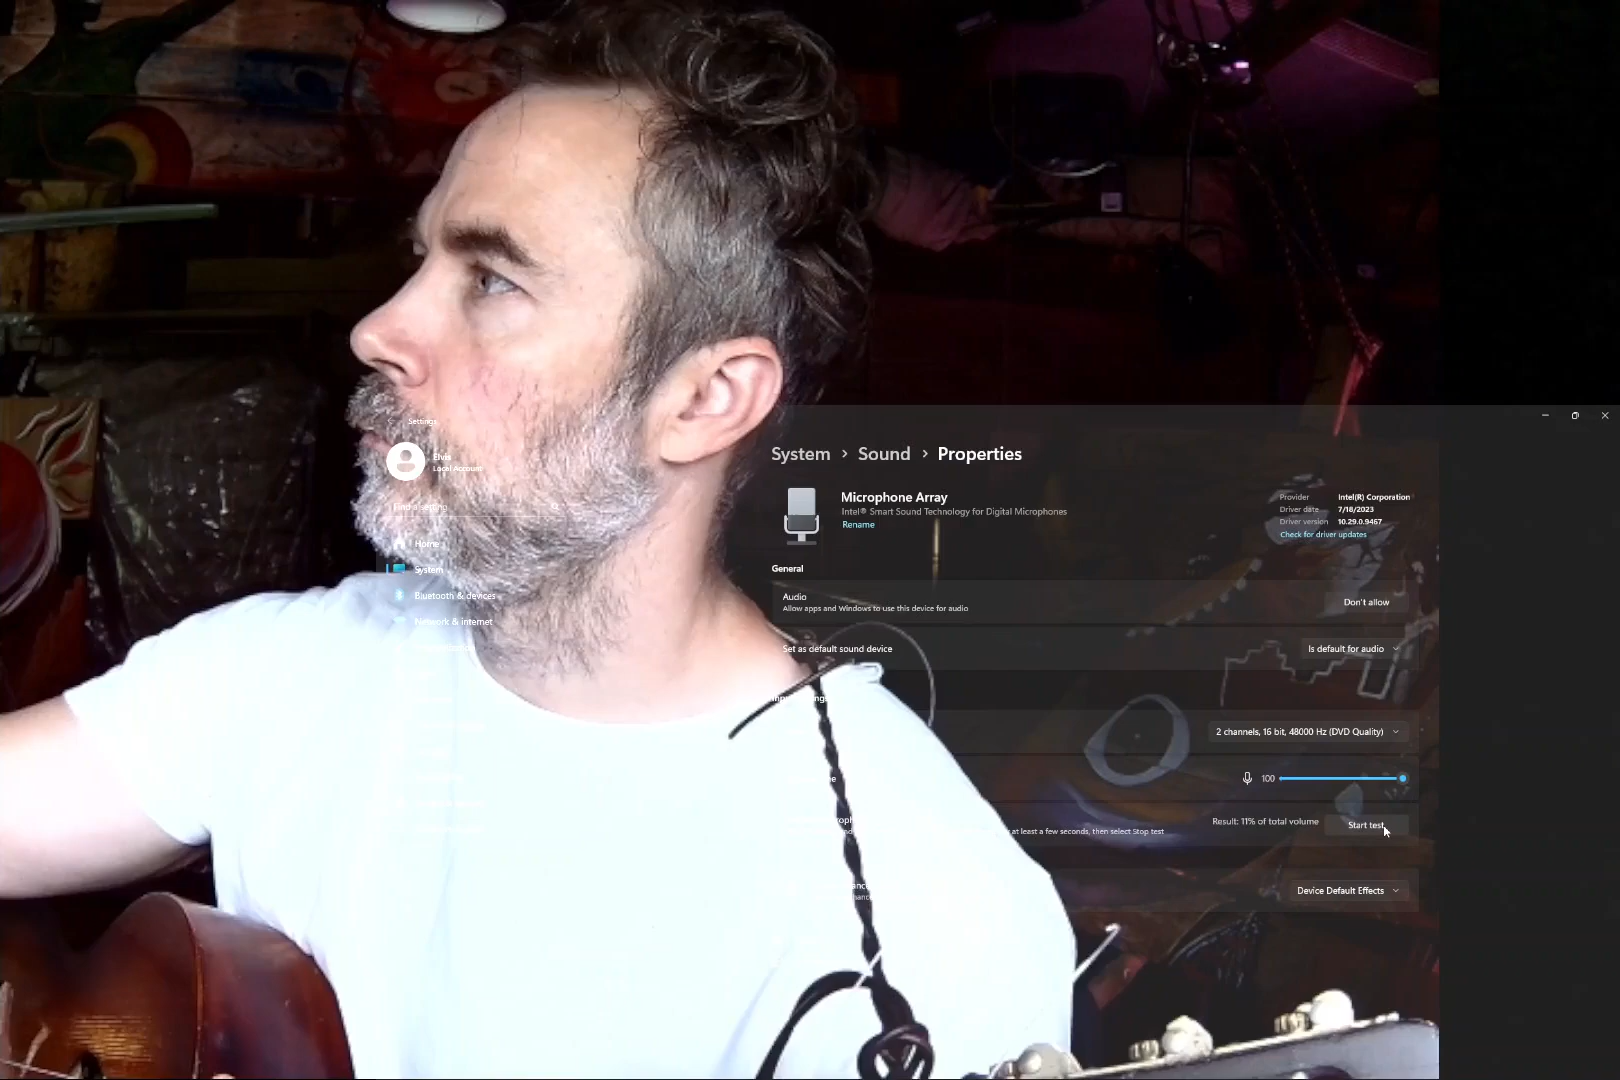 Settings
Elvis
Local Account
Find a setting
Home
System
Bluetooth & devices
Network & internet
System > Sound > Properties
Microphone Array
Intel® Smart Sound Technology for Digital Microphones
Rename
Provider Intel(R) Corporation
Driver date 7/18/2023
Driver version 10.29.0.9467
Check for driver updates
General
Audio
Allow apps and Windows to use this device for audio
Don't allow
Set as default sound device
Is default for audio
2 channels, 16 bit, 48000 Hz (DVD Quality)
100
at least a few seconds, then select Stop test
Result: 11% of total volume
Start test
Device Default Effects